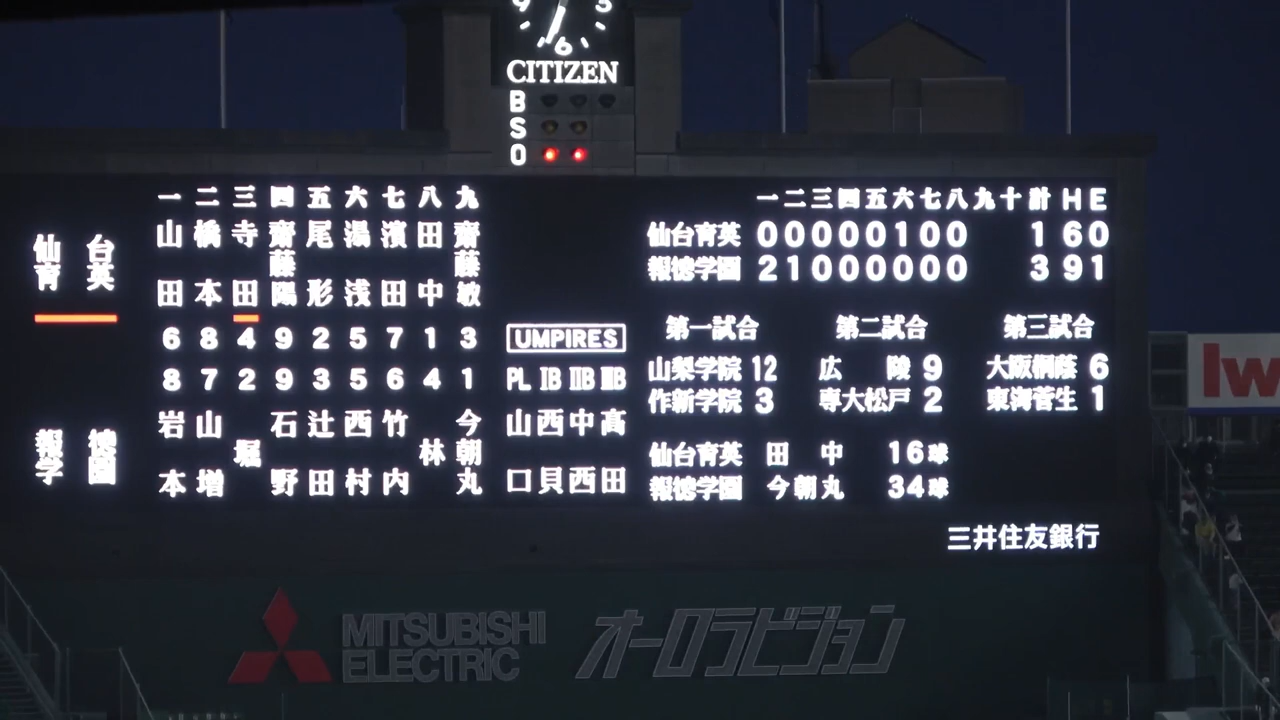 9 3
6
CITIZEN
B
S
O
一 二 三 四 五 六 七 八 九
山田 橋本 寺田 齋藤陽 尾形 湯浅 濱田 田中 齋藤敏
仙台育英
6 8 4 9 2 5 7 1 3
8 7 2 9 3 5 6 4 1
報徳学園
岩本 山増 堀 石野 辻田 西村 竹内 林 今朝丸
UMPIRES
PL IB IIB IIIB
山口 西貝 中西 高田
一 二 三 四 五 六 七 八 九 十 計 H E
仙台育英 0 0 0 0 0 1 0 0 1 6 0
報徳学園 2 1 0 0 0 0 0 0 3 9 1
第一試合 第二試合 第三試合
山梨学院 12 広陵 9 大阪桐蔭 6
作新学院 3 専大松戸 2 東海菅生 1
仙台育英 田中 16球
報徳学園 今朝丸 34球
三井住友銀行
Iw
MITSUBISHI
ELECTRIC
オーロラビジョン